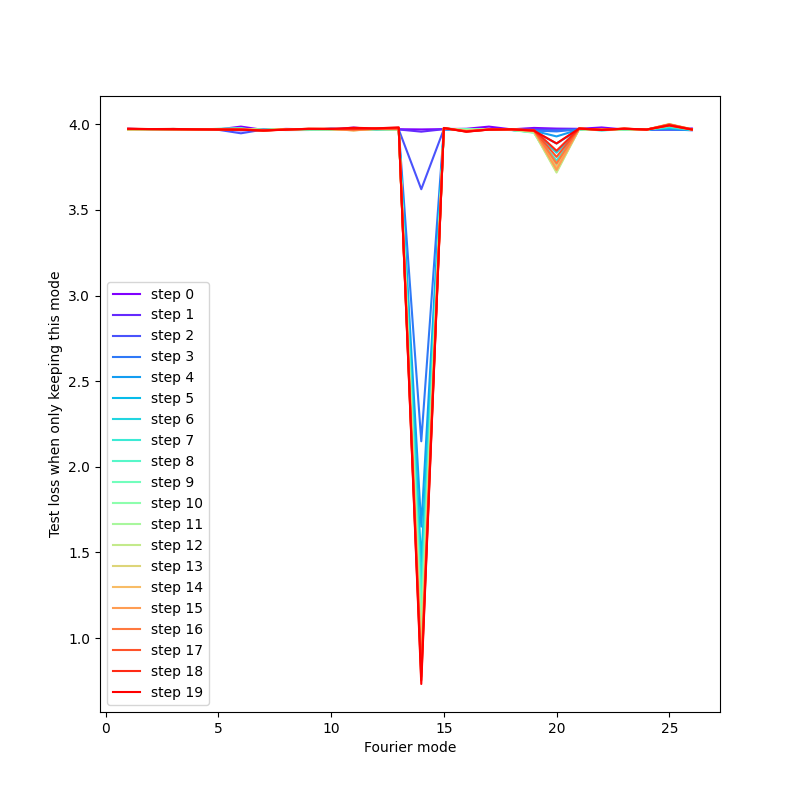 4.0
3.5
3.0
2.5
2.0
1.5
1.0
Test loss when only keeping this mode
step 0
step 1
step 2
step 3
step 4
step 5
step 6
step 7
step 8
step 9
step 10
step 11
step 12
step 13
step 14
step 15
step 16
step 17
step 18
step 19
0 5 10 15 20 25
Fourier mode